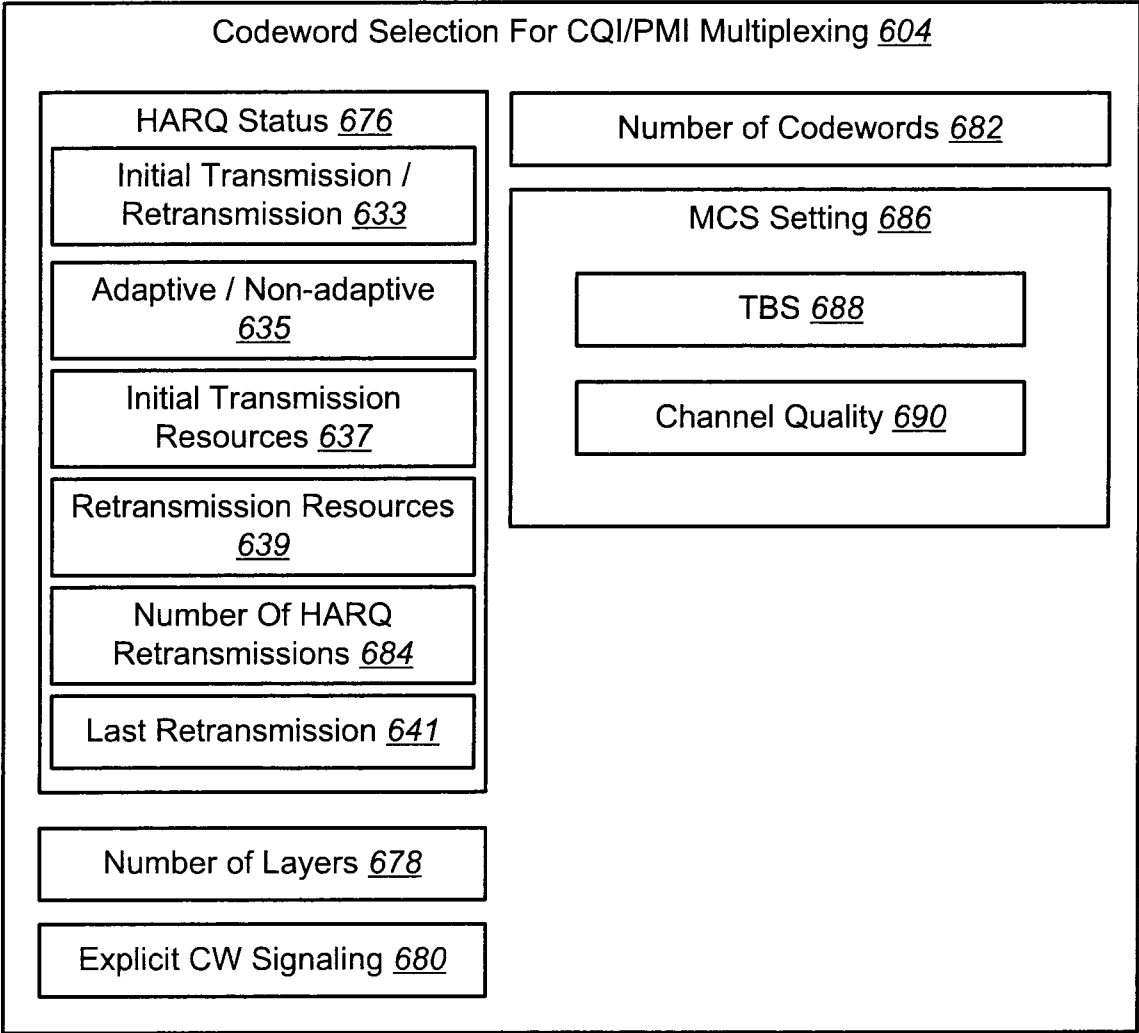 Codeword Selection For CQI/PMI Multiplexing 604
HARQ Status 676
Initial Transmission /
Retransmission 633
Adaptive / Non-adaptive
635
Initial Transmission
Resources 637
Retransmission Resources
639
Number Of HARQ
Retransmissions 684
Last Retransmission 641
Number of Layers 678
Explicit CW Signaling 680
Number of Codewords 682
MCS Setting 686
TBS 688
Channel Quality 690